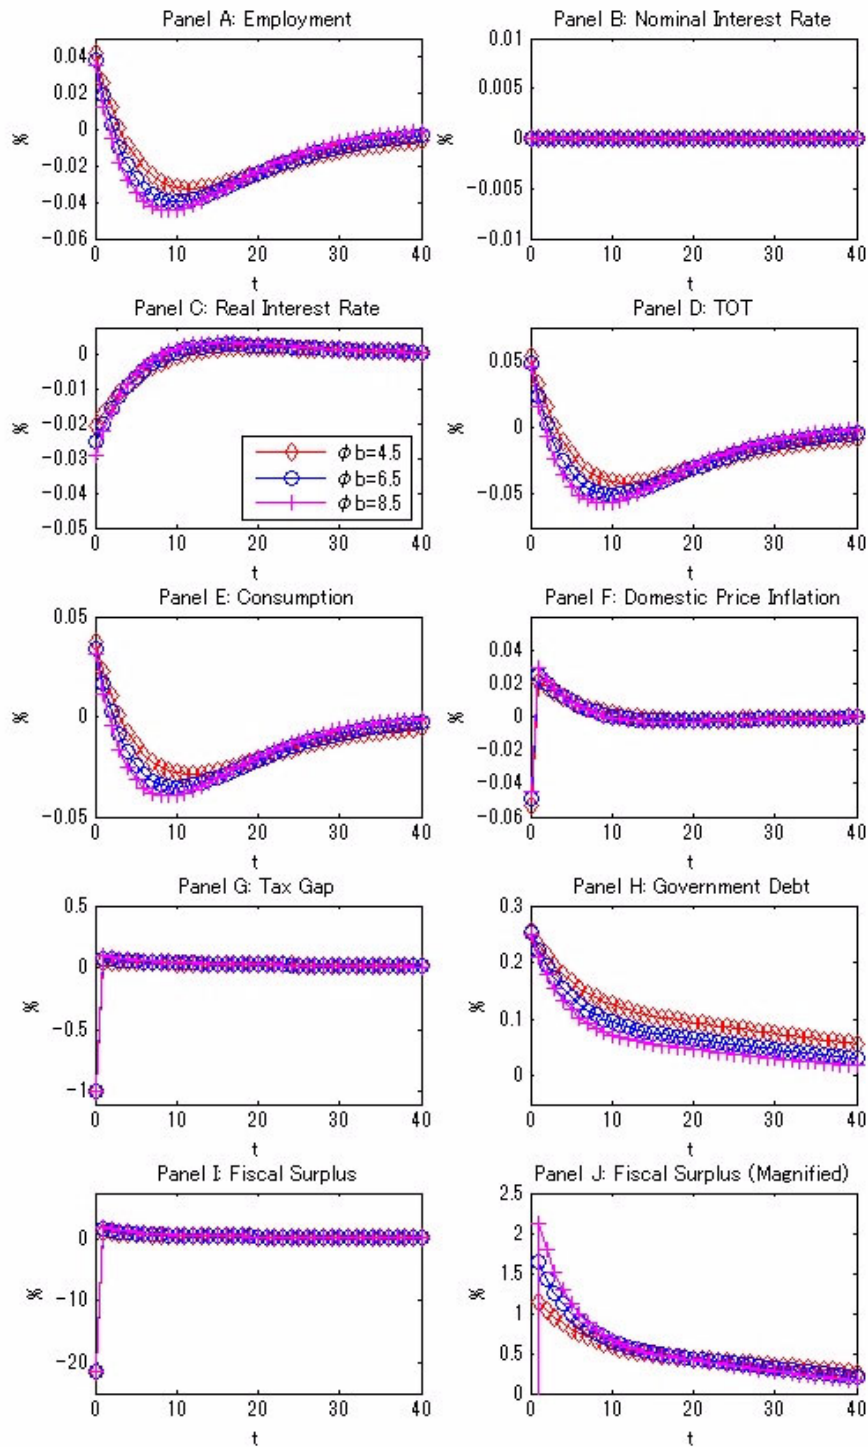 Panel A: Employment
0.04
0.02
0
-0.02
-0.04
-0.06
%
0 10 20 30 40
t
Panel B: Nominal Interest Rate
0.01
0.005
0
-0.005
-0.01
%
0 10 20 30 40
t
Panel C: Real Interest Rate
0
-0.01
-0.02
-0.03
-0.04
-0.05
%
φb=4.5
φb=6.5
φb=8.5
0 10 20 30 40
t
Panel D: TOT
0.05
0
-0.05
%
0 10 20 30 40
t
Panel E: Consumption
0.05
0
-0.05
%
0 10 20 30 40
t
Panel F: Domestic Price Inflation
0.04
0.02
0
-0.02
-0.04
-0.06
%
0 10 20 30 40
t
Panel G: Tax Gap
0.5
0
-0.5
-1
%
0 10 20 30 40
t
Panel H: Government Debt
0.3
0.2
0.1
0
%
0 10 20 30 40
t
Panel I: Fiscal Surplus
0
-10
-20
%
0 10 20 30 40
t
Panel J: Fiscal Surplus (Magnified)
2.5
2
1.5
1
0.5
0
%
0 10 20 30 40
t